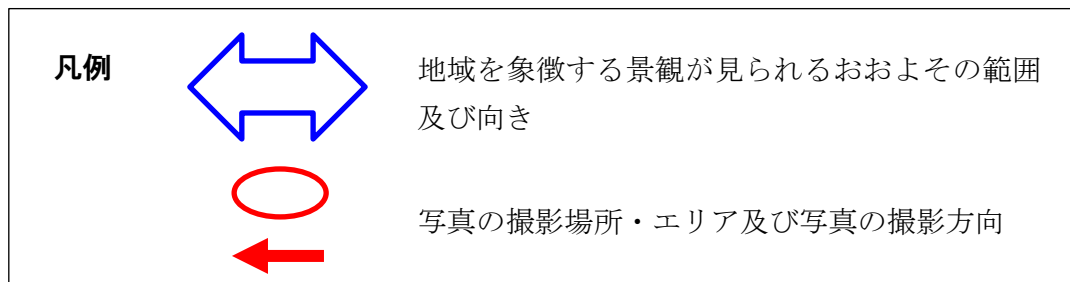 凡例
地域を象徴する景観が見られるおおよその範囲
及び向き
写真の撮影場所・エリア及び写真の撮影方向